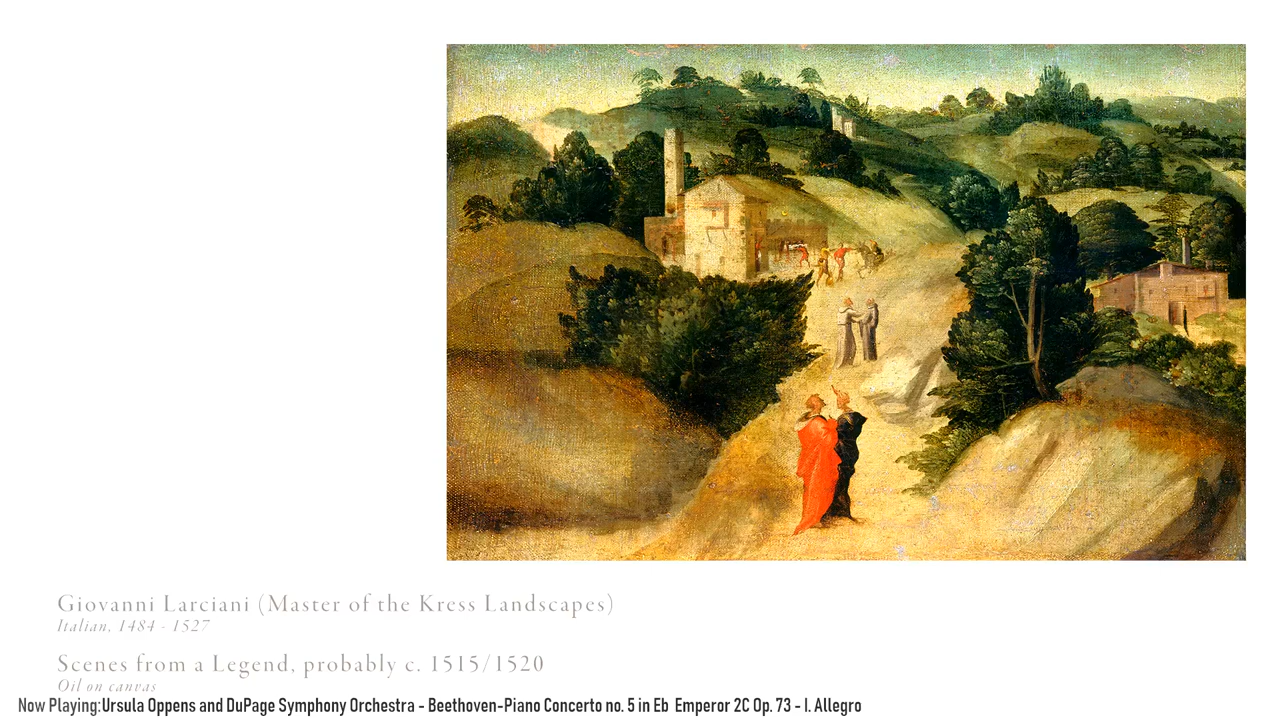 Giovanni Larciani (Master of the Kress Landscapes)
Italian, 1484 - 1527
Scenes from a Legend, probably c. 1515/1520
Oil on canvas
Now Playing:Ursula Oppens and DuPage Symphony Orchestra - Beethoven-Piano Concerto no. 5 in Eb  Emperor 2C Op. 73 - I. Allegro